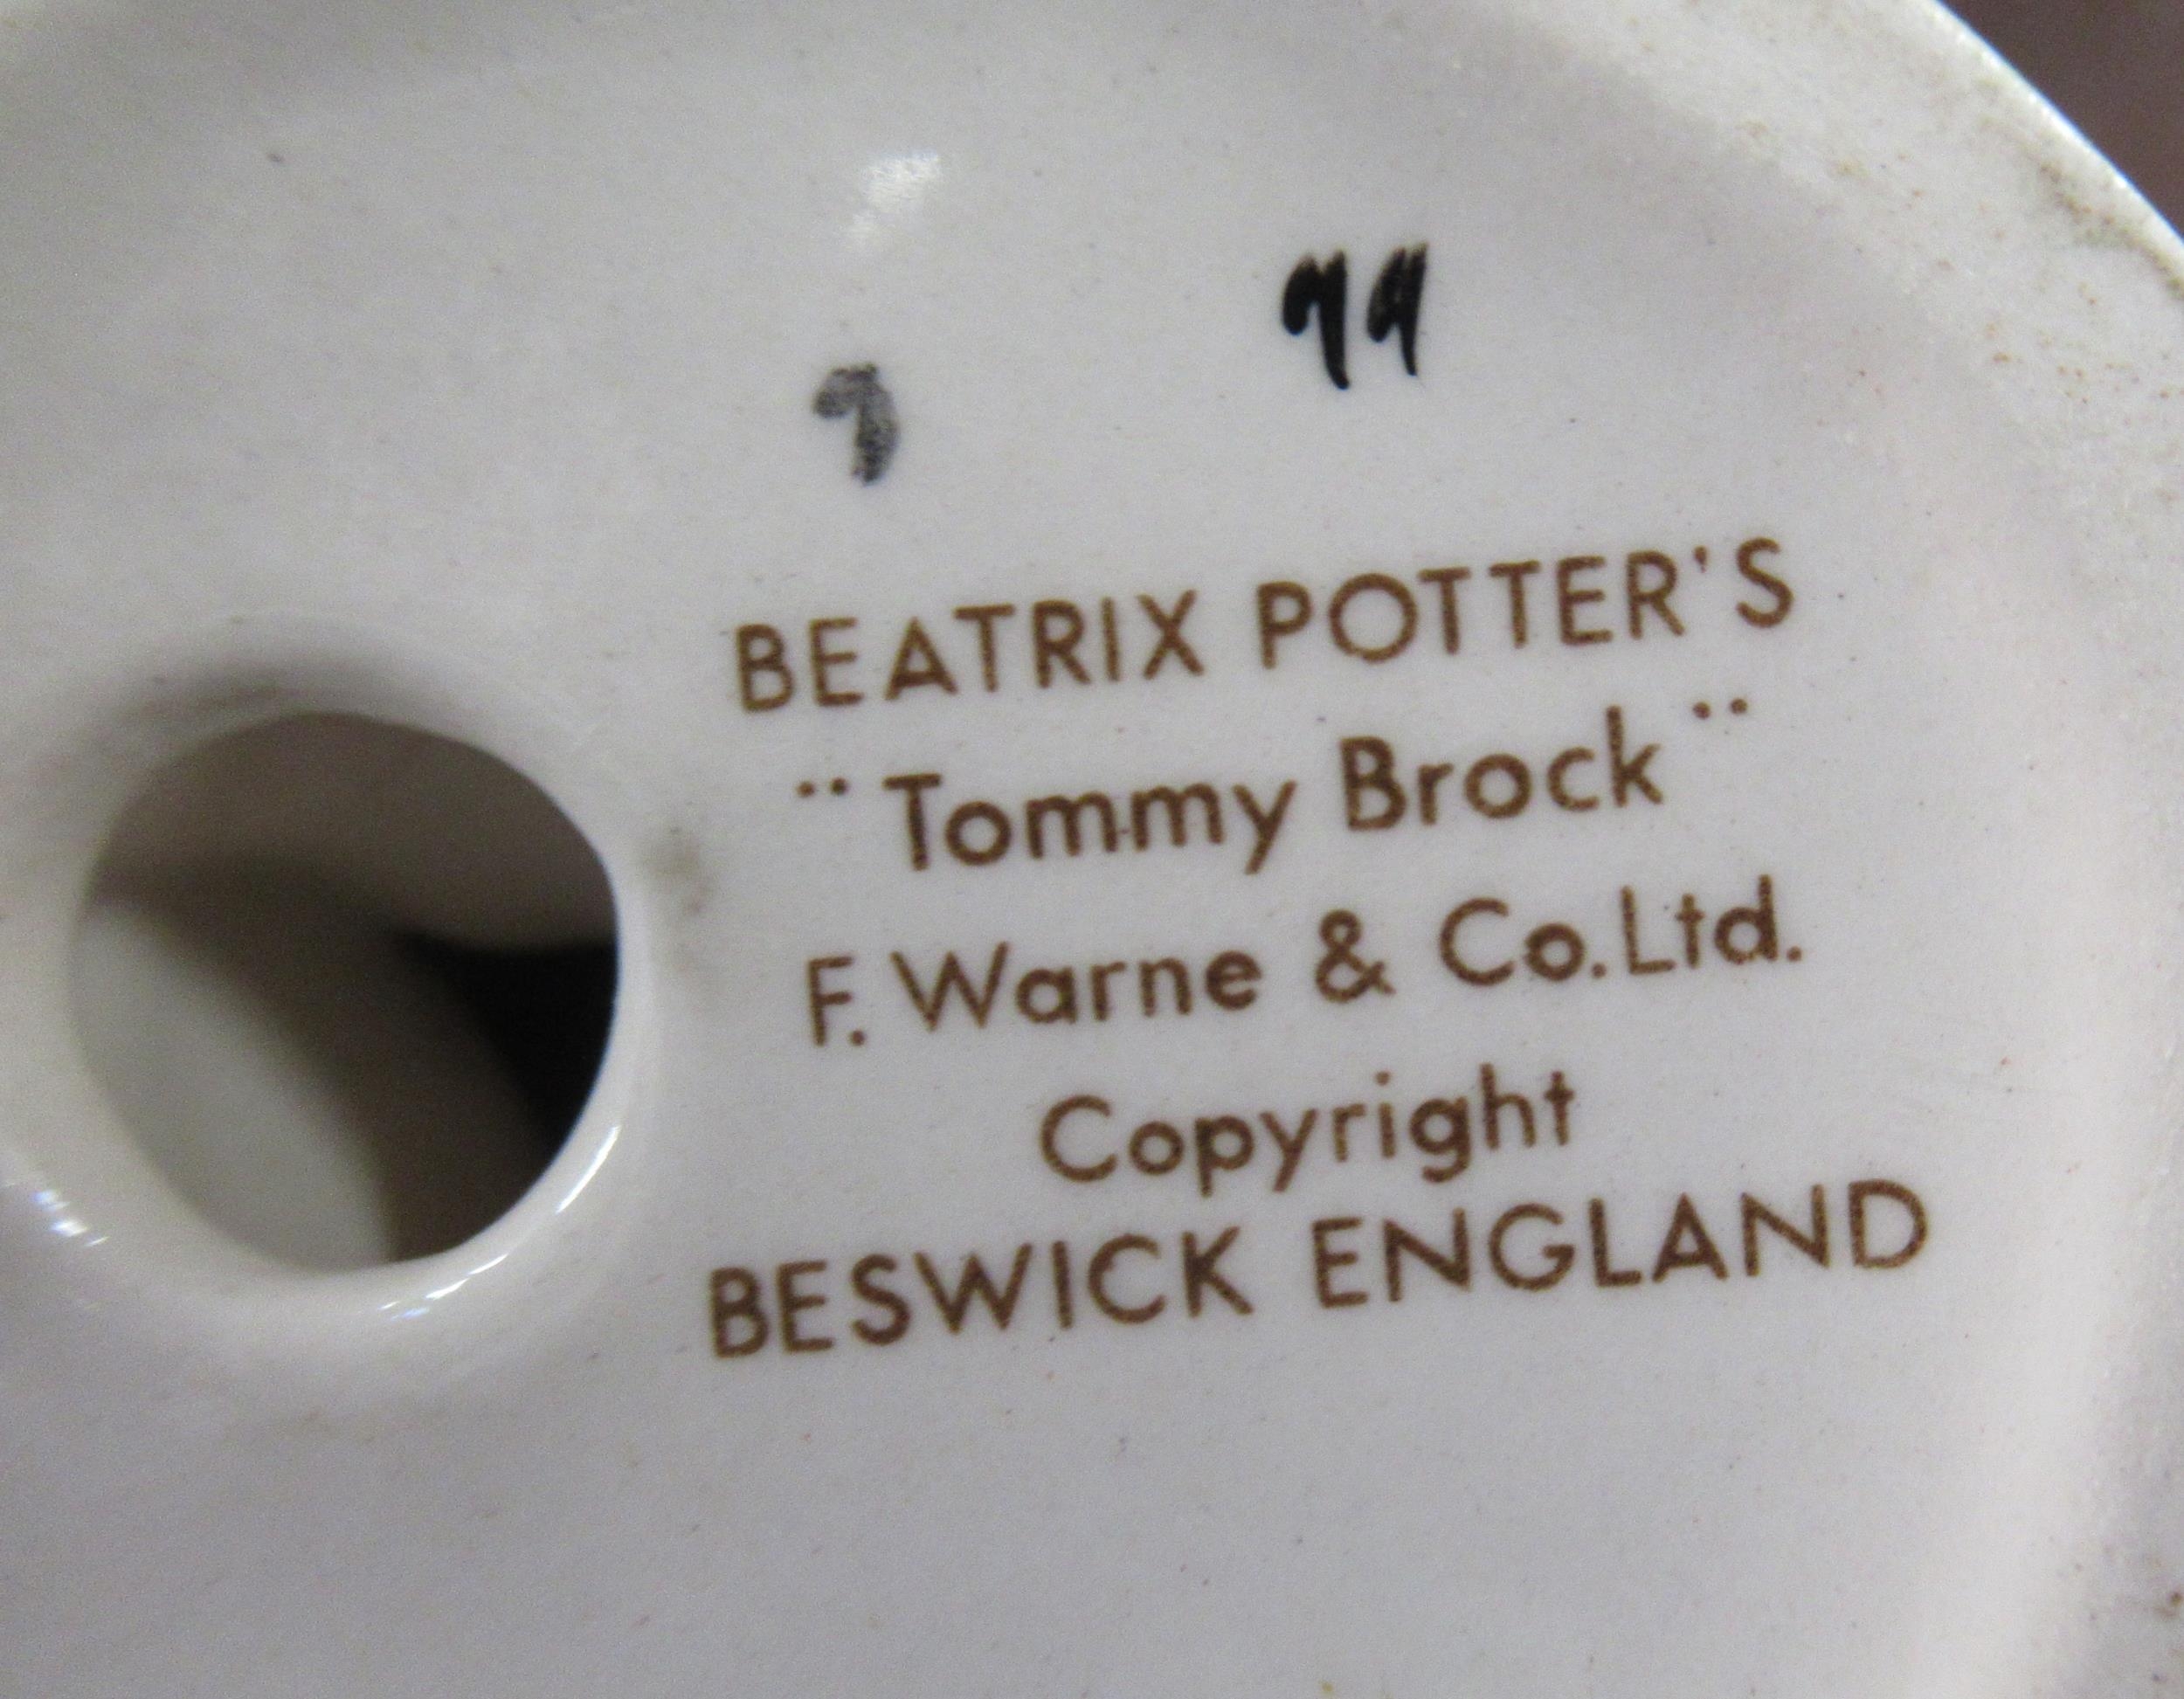 BEATRIX POTTER'S
¨ Tommy Brock ¨
F. Warne & Co. Ltd.
Copyright
BESWICK ENGLAND